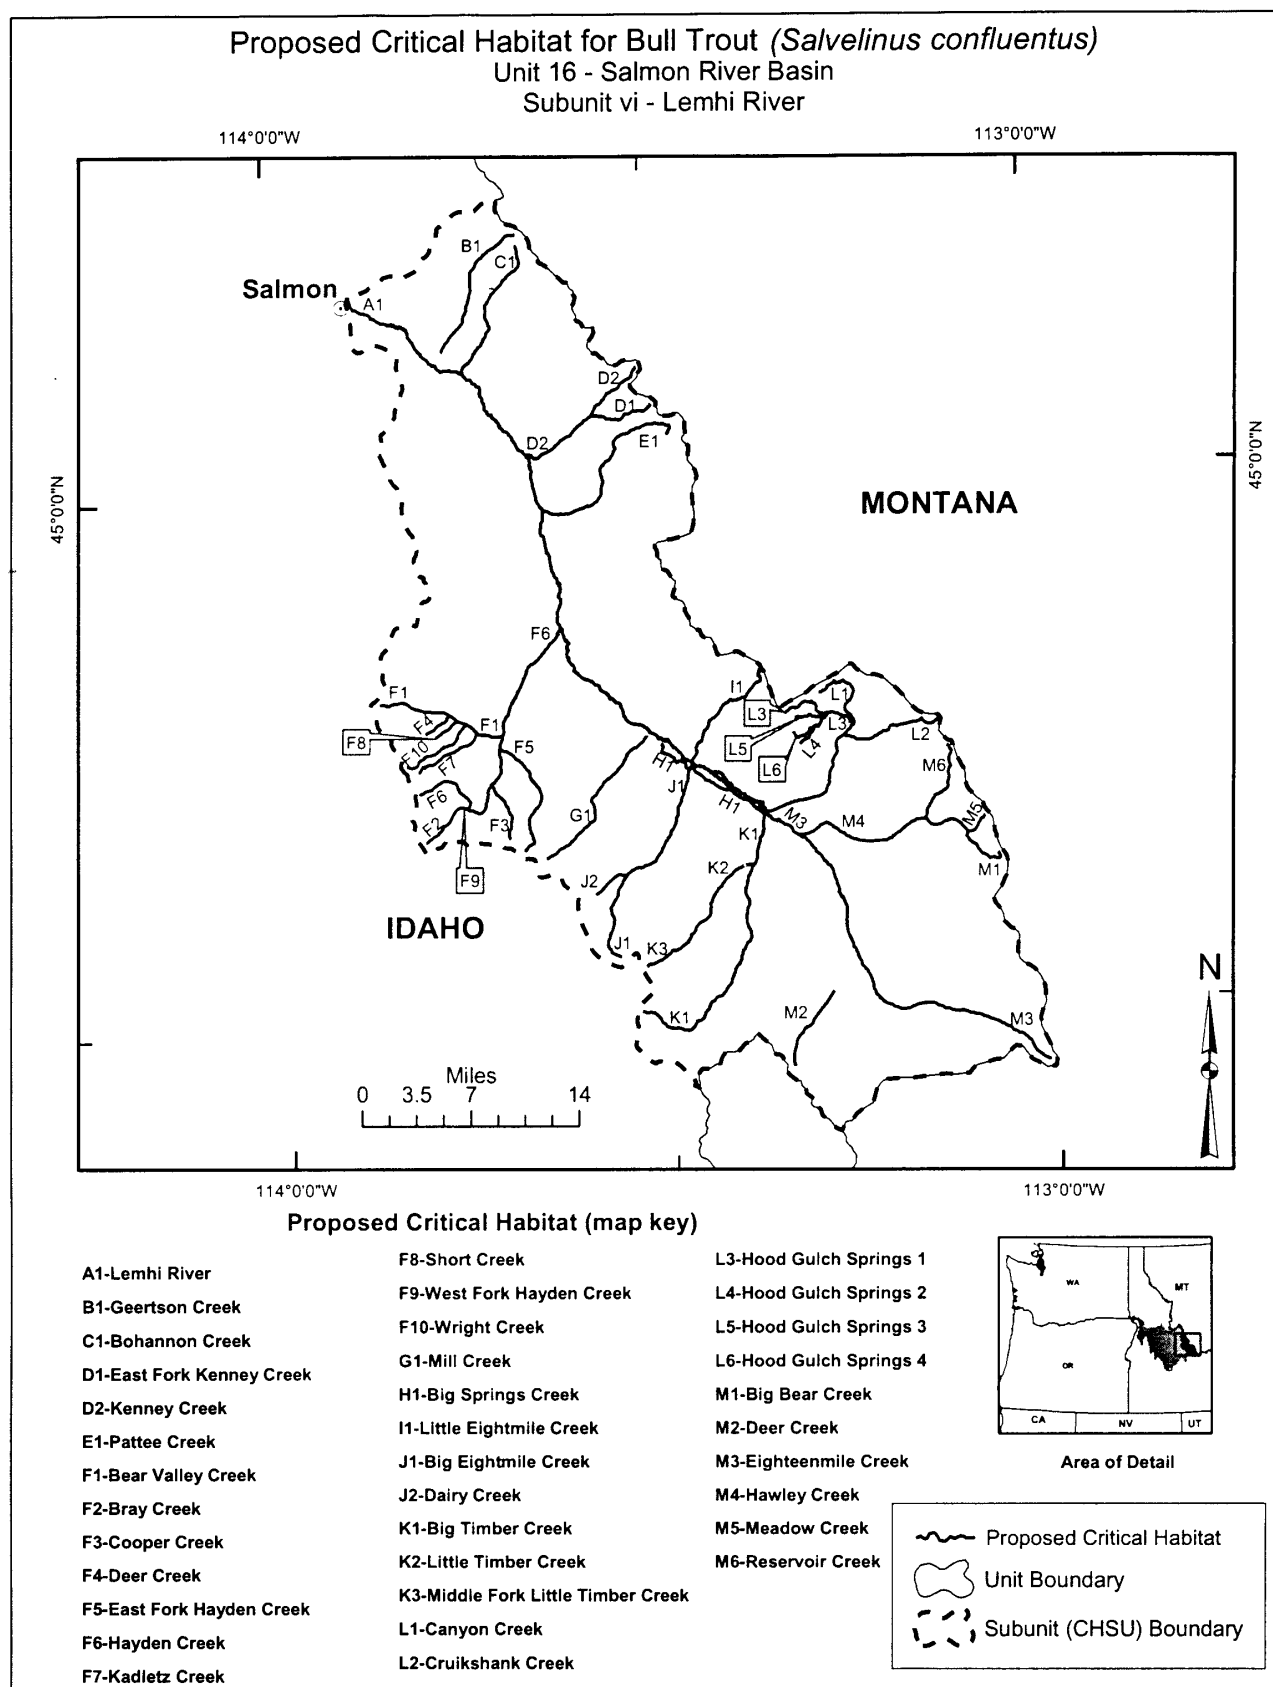 Proposed Critical Habitat for Bull Trout (Salvelinus confluentus)
Unit 16 - Salmon River Basin
Subunit vi - Lemhi River
114°0'0"W
113°0'0"W
B1
C1
Salmon
A1
D2
D1
D2
E1
45°0'0"N
45°0'0"N
MONTANA
F6
I1
F1
L1
L3
F4
F1
L3
L2
F8
F10
F5
L5
L4
F7
H1
L6
M6
J1
F6
H1
G1
M3
M4
M5
F2
F3
K1
K2
M1
F9
J2
IDAHO
J1
K3
N
K1
M2
M3
Miles
0 3.5 7 14
114°0'0"W
113°0'0"W
Proposed Critical Habitat (map key)
A1-Lemhi River
B1-Geertson Creek
C1-Bohannon Creek
D1-East Fork Kenney Creek
D2-Kenney Creek
E1-Pattee Creek
F1-Bear Valley Creek
F2-Bray Creek
F3-Cooper Creek
F4-Deer Creek
F5-East Fork Hayden Creek
F6-Hayden Creek
F7-Kadletz Creek
F8-Short Creek
F9-West Fork Hayden Creek
F10-Wright Creek
G1-Mill Creek
H1-Big Springs Creek
I1-Little Eightmile Creek
J1-Big Eightmile Creek
J2-Dairy Creek
K1-Big Timber Creek
K2-Little Timber Creek
K3-Middle Fork Little Timber Creek
L1-Canyon Creek
L2-Cruikshank Creek
L3-Hood Gulch Springs 1
L4-Hood Gulch Springs 2
L5-Hood Gulch Springs 3
L6-Hood Gulch Springs 4
M1-Big Bear Creek
M2-Deer Creek
M3-Eighteenmile Creek
M4-Hawley Creek
M5-Meadow Creek
M6-Reservoir Creek
WA
MT
OR
CA
NV
UT
Area of Detail
Proposed Critical Habitat
Unit Boundary
Subunit (CHSU) Boundary